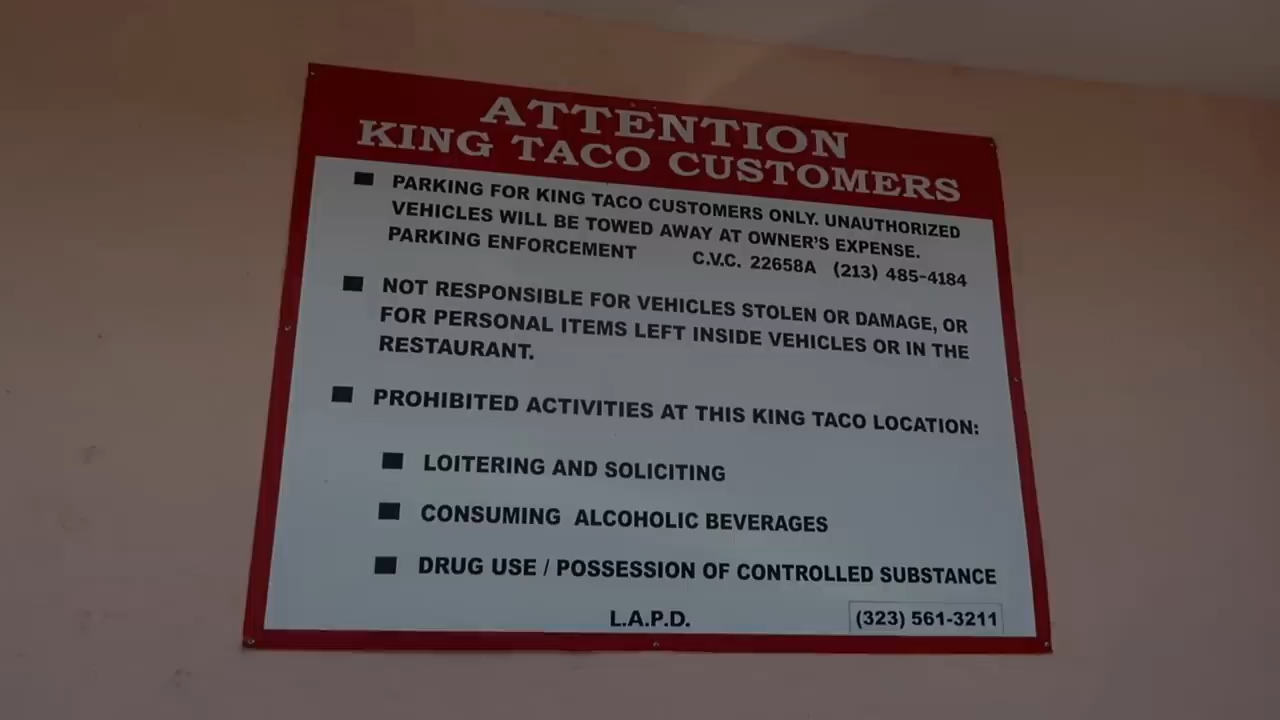 ATTENTION
KING TACO CUSTOMERS
PARKING FOR KING TACO CUSTOMERS ONLY. UNAUTHORIZED
VEHICLES WILL BE TOWED AWAY AT OWNER'S EXPENSE.
PARKING ENFORCEMENT C.V.C. 22658A (213) 485-4184
NOT RESPONSIBLE FOR VEHICLES STOLEN OR DAMAGE, OR
FOR PERSONAL ITEMS LEFT INSIDE VEHICLES OR IN THE
RESTAURANT.
PROHIBITED ACTIVITIES AT THIS KING TACO LOCATION:
LOITERING AND SOLICITING
CONSUMING ALCOHOLIC BEVERAGES
DRUG USE / POSSESSION OF CONTROLLED SUBSTANCE
L.A.P.D. (323) 561-3211